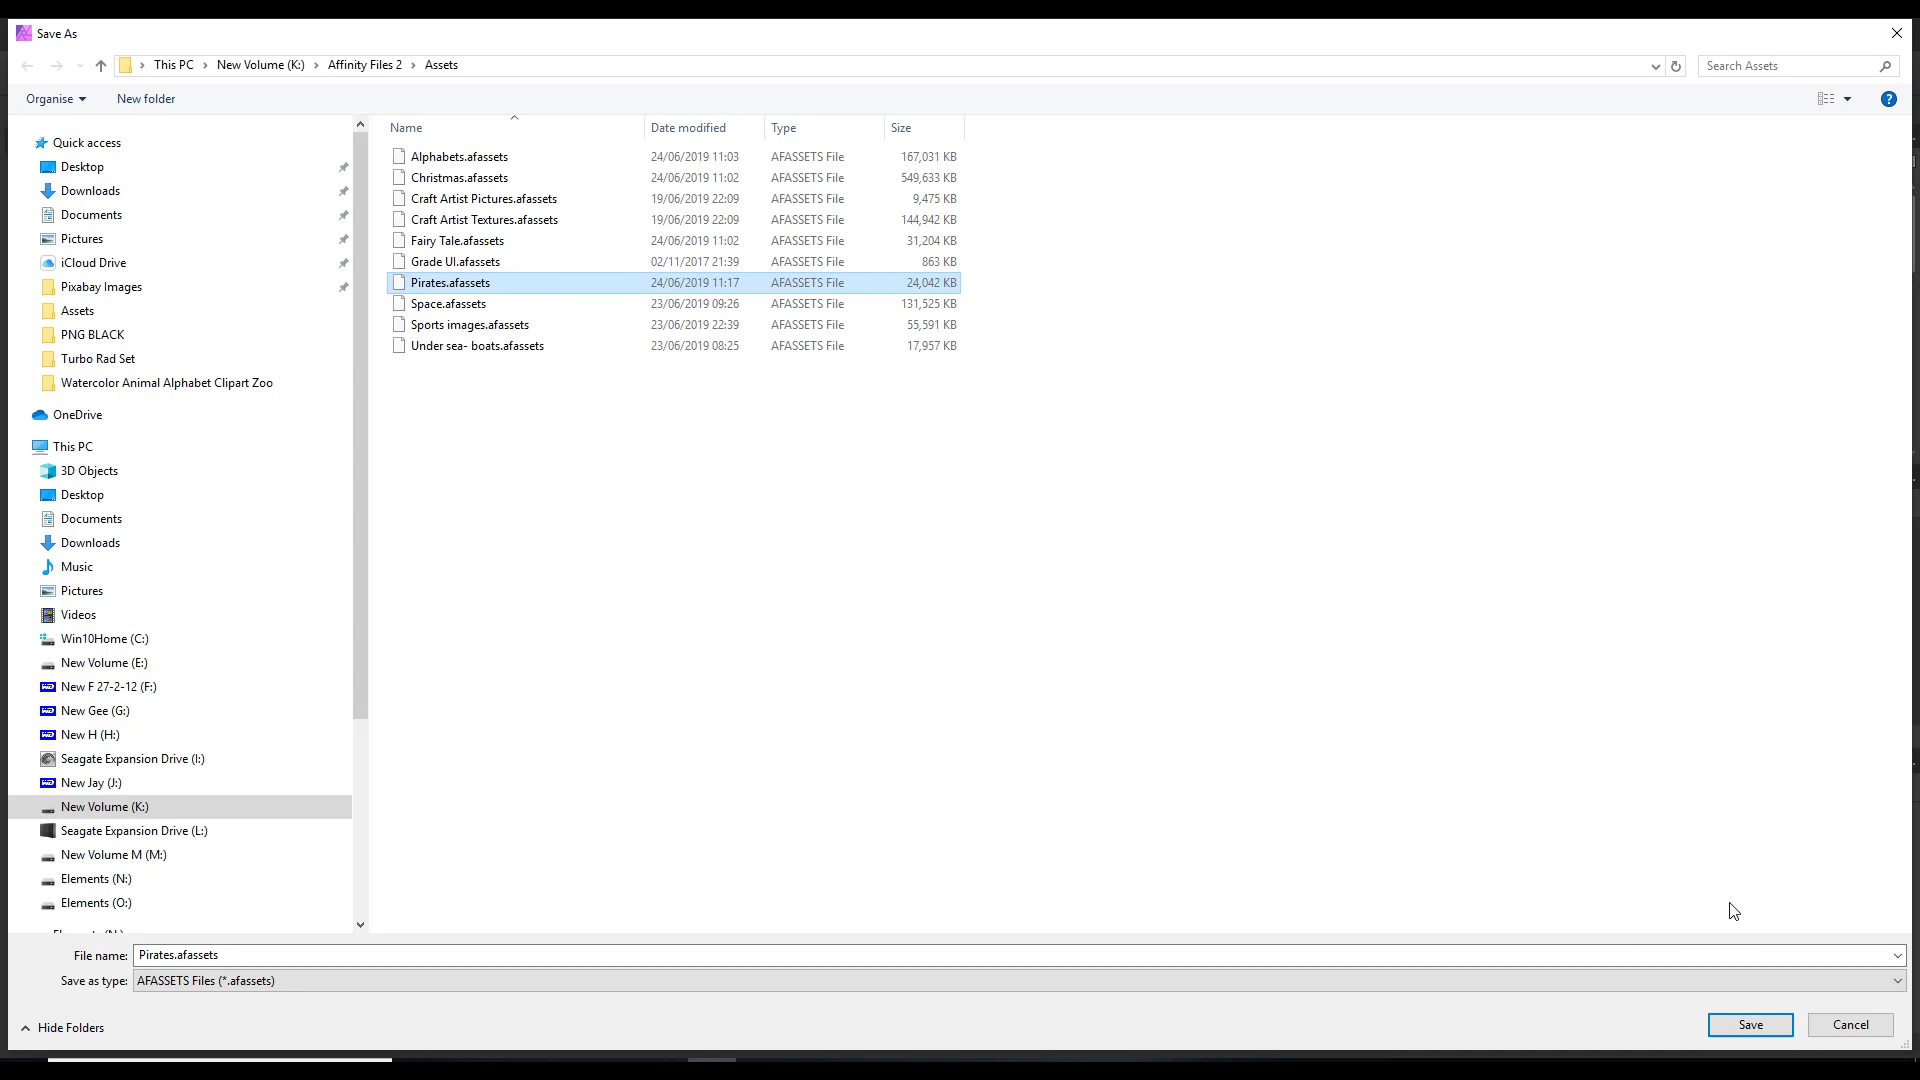 Save As
This PC > New Volume (K:) > Affinity Files 2 > Assets
Search Assets
Organise
New folder
Name Date modified Type Size
Quick access
Desktop
Downloads
Documents
Pictures
iCloud Drive
Pixabay Images
Assets
PNG BLACK
Turbo Rad Set
Watercolor Animal Alphabet Clipart Zoo
OneDrive
This PC
3D Objects
Desktop
Documents
Downloads
Music
Pictures
Videos
Win10Home (C:)
New Volume (E:)
New F 27-2-12 (F:)
New Gee (G:)
New H (H:)
Seagate Expansion Drive (I:)
New Jay (J:)
New Volume (K:)
Seagate Expansion Drive (L:)
New Volume M (M:)
Elements (N:)
Elements (O:)
Alphabets.afassets 24/06/2019 11:03 AFASSETS File 167,031 KB
Christmas.afassets 24/06/2019 11:02 AFASSETS File 549,633 KB
Craft Artist Pictures.afassets 19/06/2019 22:09 AFASSETS File 9,475 KB
Craft Artist Textures.afassets 19/06/2019 22:09 AFASSETS File 144,942 KB
Fairy Tale.afassets 24/06/2019 11:02 AFASSETS File 31,204 KB
Grade UI.afassets 02/11/2017 21:39 AFASSETS File 863 KB
Pirates.afassets 24/06/2019 11:17 AFASSETS File 24,042 KB
Space.afassets 23/06/2019 09:26 AFASSETS File 131,525 KB
Sports images.afassets 23/06/2019 22:39 AFASSETS File 55,591 KB
Under sea- boats.afassets 23/06/2019 08:25 AFASSETS File 17,957 KB
File name: Pirates.afassets
Save as type: AFASSETS Files (*.afassets)
Hide Folders
Save
Cancel